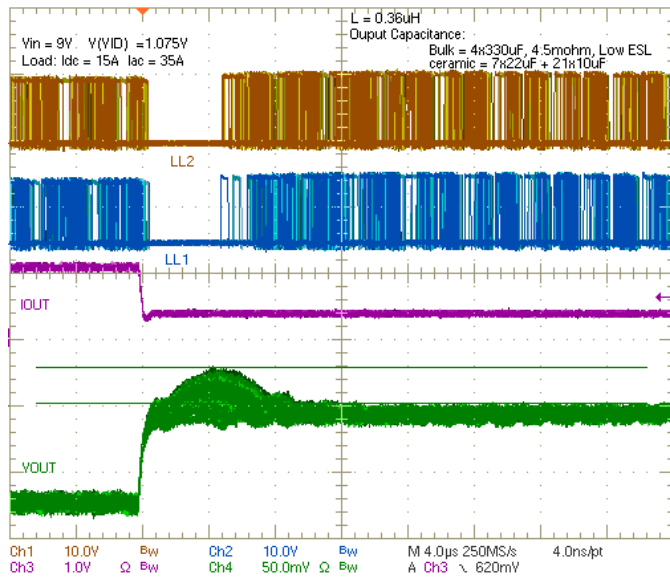 L = 0.36uH
Vin = 9V V(VID) =1.075V
Load: Idc = 15A Iac = 35A
Ouput Capacitance:
Bulk = 4x330uF, 4.5mohm, Low ESL
ceramic = 7x22uF + 21x10uF
LL2
LL1
IOUT
VOUT
Ch1 10.0V Bw Ch2 10.0V Bw M 4.0µs 250MS/s 4.0ns/pt
Ch3 1.0V Ω Bw Ch4 50.0mV Ω Bw A Ch3 ∖ 620mV